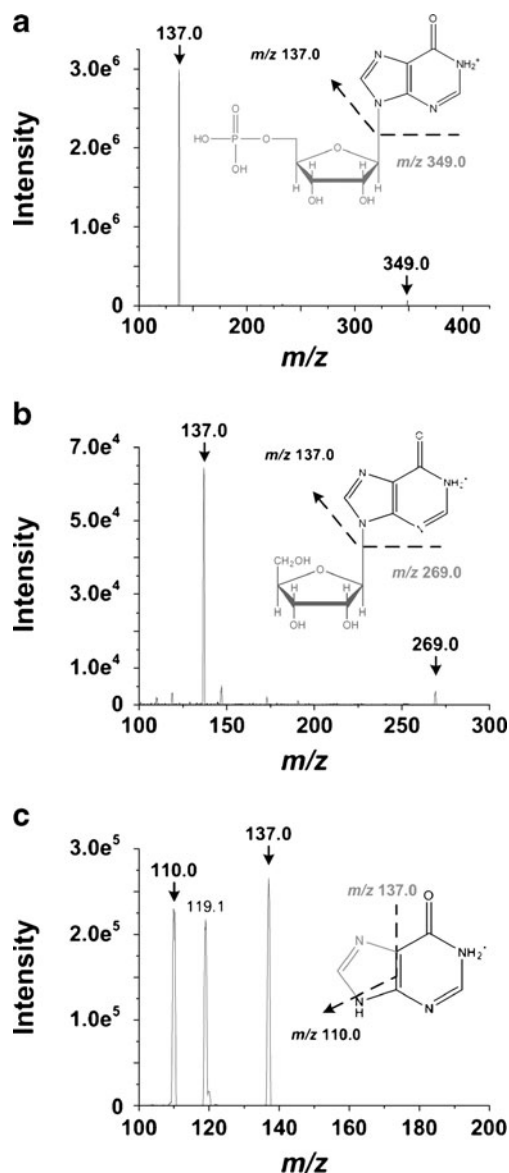 a
137.0
3.0e⁶
2.0e⁶
1.0e⁶
0
Intensity
m/z 137.0
O
N
NH₂⁺
N
N
O
HO
P
O
OH
O
H
H
H
H
OH
OH
m/z 349.0
349.0
100
200
300
400
m/z
b
137.0
7.0e⁴
5.0e⁴
3.0e⁴
1.0e⁴
0
Intensity
m/z 137.0
N
NH₂⁺
N
CH₂OH
O
H
H
H
H
OH
OH
m/z 269.0
269.0
100
150
200
250
300
m/z
c
137.0
3.0e⁵
2.0e⁵
1.0e⁵
0
Intensity
110.0
119.1
m/z 137.0
O
N
NH₂⁺
N
H
N
m/z 110.0
100
120
140
160
180
200
m/z